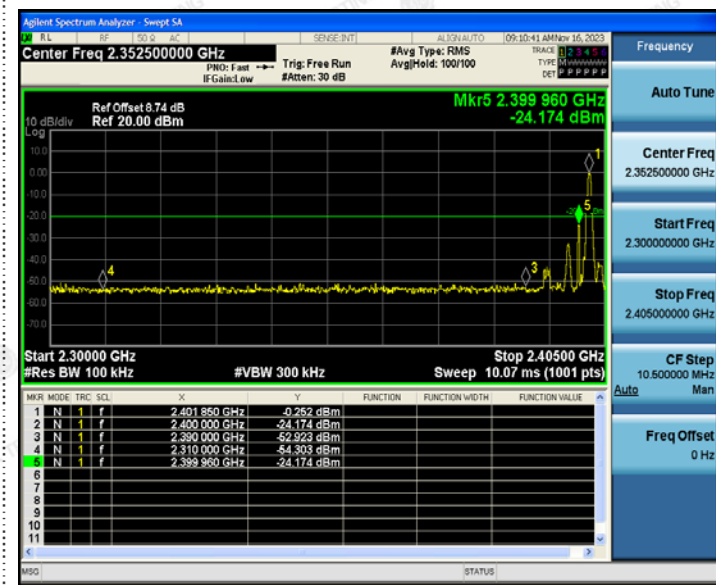 Agilent Spectrum Analyzer - Swept SA
RL RF 50 Ω AC SENSE:INT ALIGN AUTO 09:10:41 AM Nov 16, 2023
Center Freq 2.352500000 GHz
PNO: Fast
IFGain:Low
Trig: Free Run
#Atten: 30 dB
#Avg Type: RMS
Avg|Hold: 100/100
TRACE 1 2 3 4 5 6
TYPE M
DET P P P P P P
Frequency
Auto Tune
Center Freq
2.352500000 GHz
Start Freq
2.300000000 GHz
Stop Freq
2.405000000 GHz
CF Step
10.500000 MHz
Auto Man
Freq Offset
0 Hz
Ref Offset 8.74 dB
10 dB/div Ref 20.00 dBm
Log
Mkr5 2.399 960 GHz
-24.174 dBm
10.0
0.00
-10.0
-20.0
-30.0
-40.0
-50.0
-60.0
-70.0
1
5
3
4
Start 2.30000 GHz Stop 2.40500 GHz
#Res BW 100 kHz #VBW 300 kHz Sweep 10.07 ms (1001 pts)
MKR MODE TRC SCL X Y FUNCTION FUNCTION WIDTH FUNCTION VALUE
1 N 1 f 2.401 850 GHz -0.252 dBm
2 N 1 f 2.400 000 GHz -24.174 dBm
3 N 1 f 2.390 000 GHz -52.923 dBm
4 N 1 f 2.310 000 GHz -54.303 dBm
5 N 1 f 2.399 960 GHz -24.174 dBm
6
7
8
9
10
11
MSG STATUS